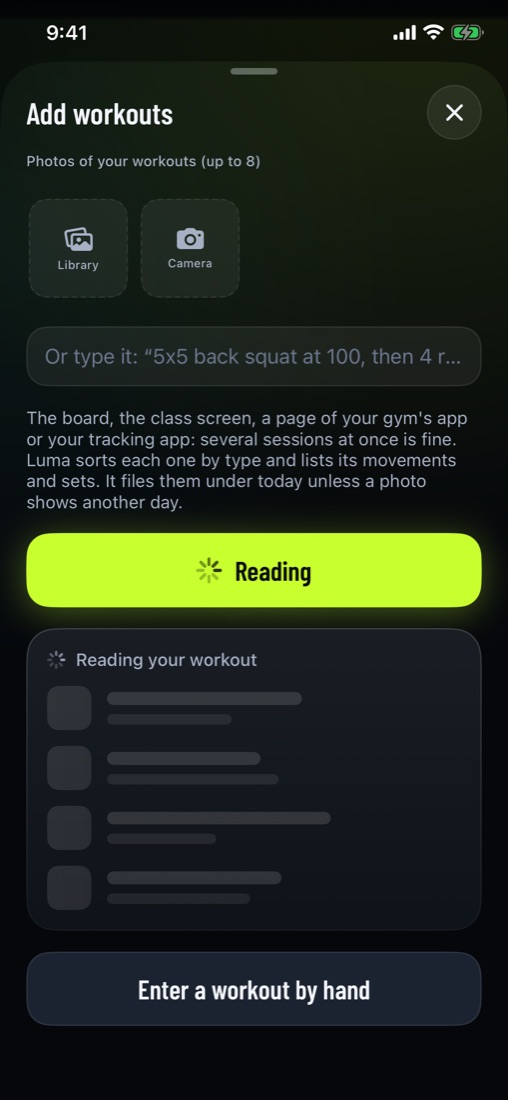 9:41
Add workouts
Photos of your workouts (up to 8)
Library
Camera
Or type it: “5x5 back squat at 100, then 4 r...
The board, the class screen, a page of your gym's app
or your tracking app: several sessions at once is fine.
Luma sorts each one by type and lists its movements
and sets. It files them under today unless a photo
shows another day.
Reading
Reading your workout
Enter a workout by hand